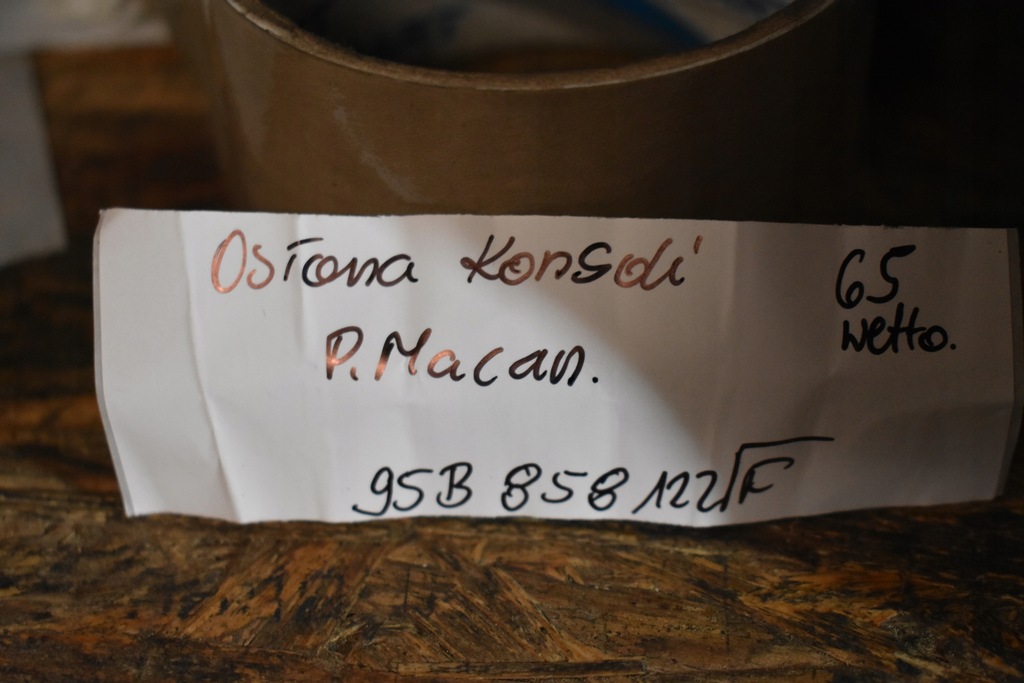 Osłona Konsoli
P. Macan.
65
netto.
95B 858 122 F